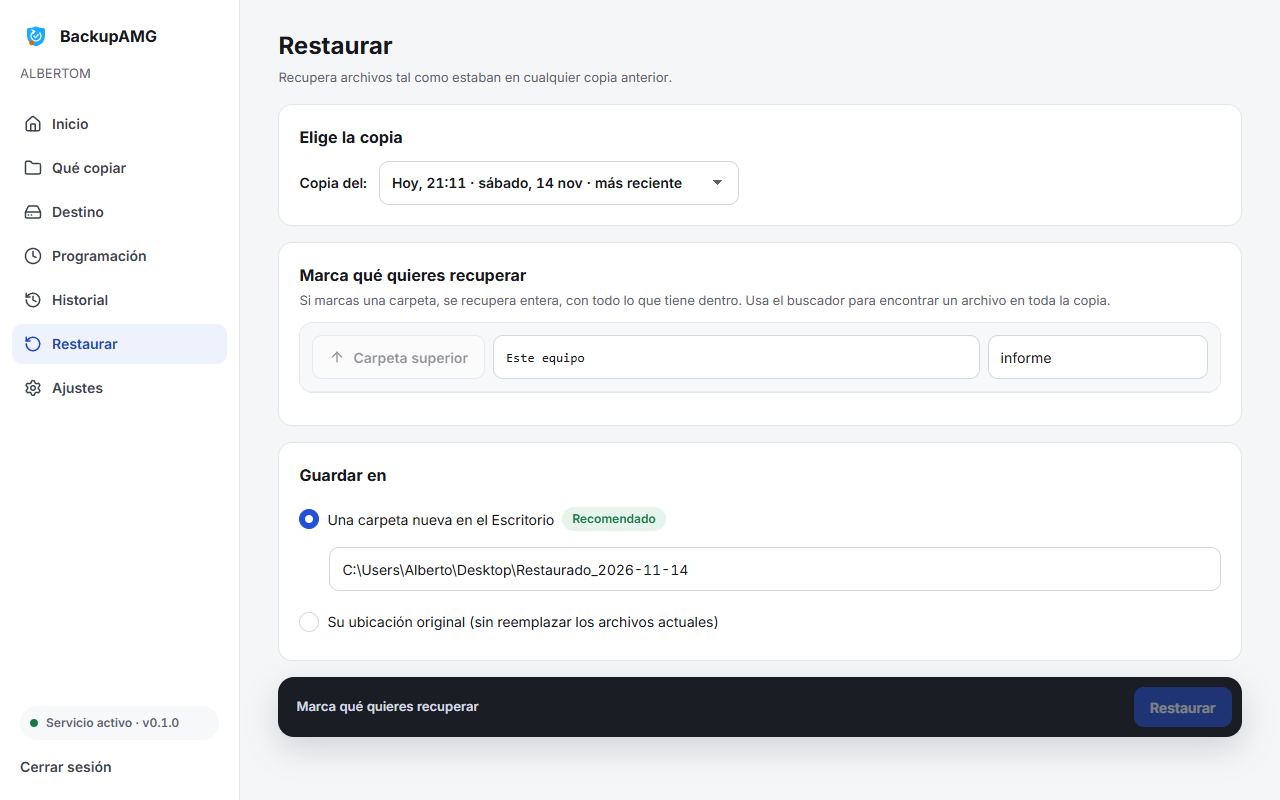 BackupAMG
ALBERTOM
Inicio
Qué copiar
Destino
Programación
Historial
Restaurar
Ajustes
Servicio activo · v0.1.0
Cerrar sesión
Restaurar
Recupera archivos tal como estaban en cualquier copia anterior.
Elige la copia
Copia del: Hoy, 21:11 · sábado, 14 nov · más reciente
Marca qué quieres recuperar
Si marcas una carpeta, se recupera entera, con todo lo que tiene dentro. Usa el buscador para encontrar un archivo en toda la copia.
Carpeta superior Este equipo informe
Guardar en
Una carpeta nueva en el Escritorio Recomendado
C:\Users\Alberto\Desktop\Restaurado_2026-11-14
Su ubicación original (sin reemplazar los archivos actuales)
Marca qué quieres recuperar Restaurar